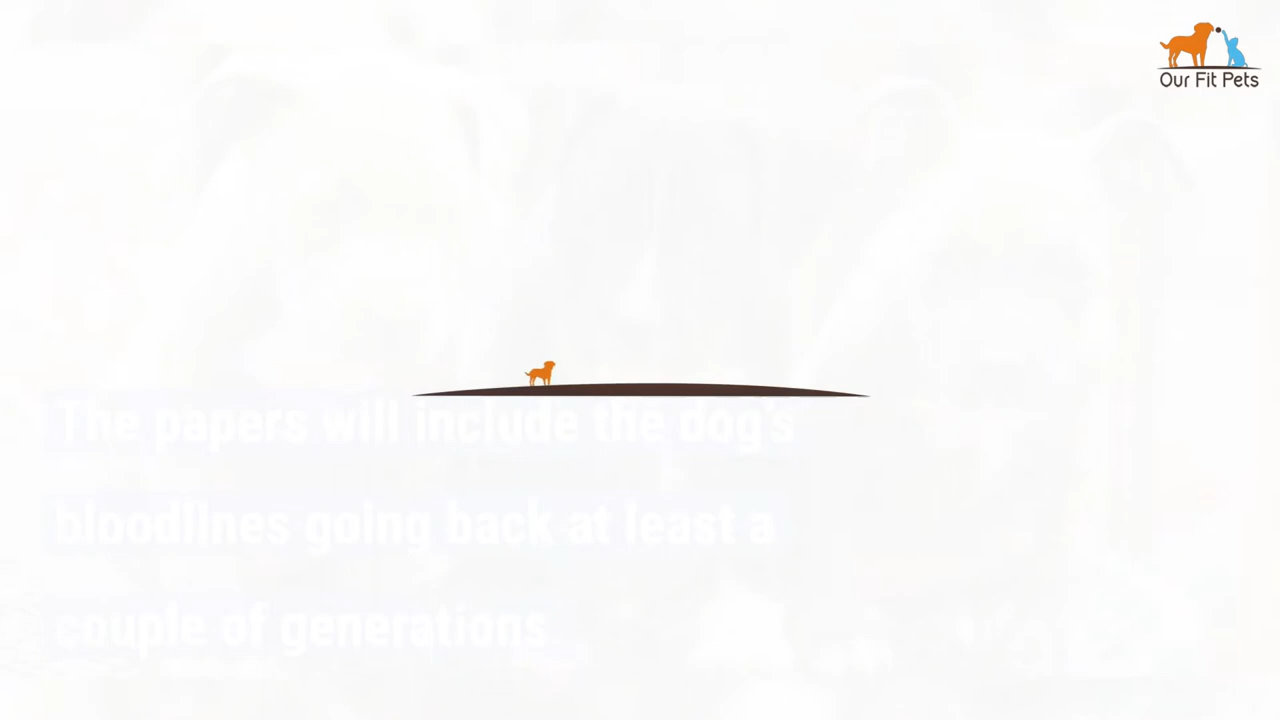 Our Fit Pets
The papers will include the dog's
bloodlines going back at least a
couple of generations